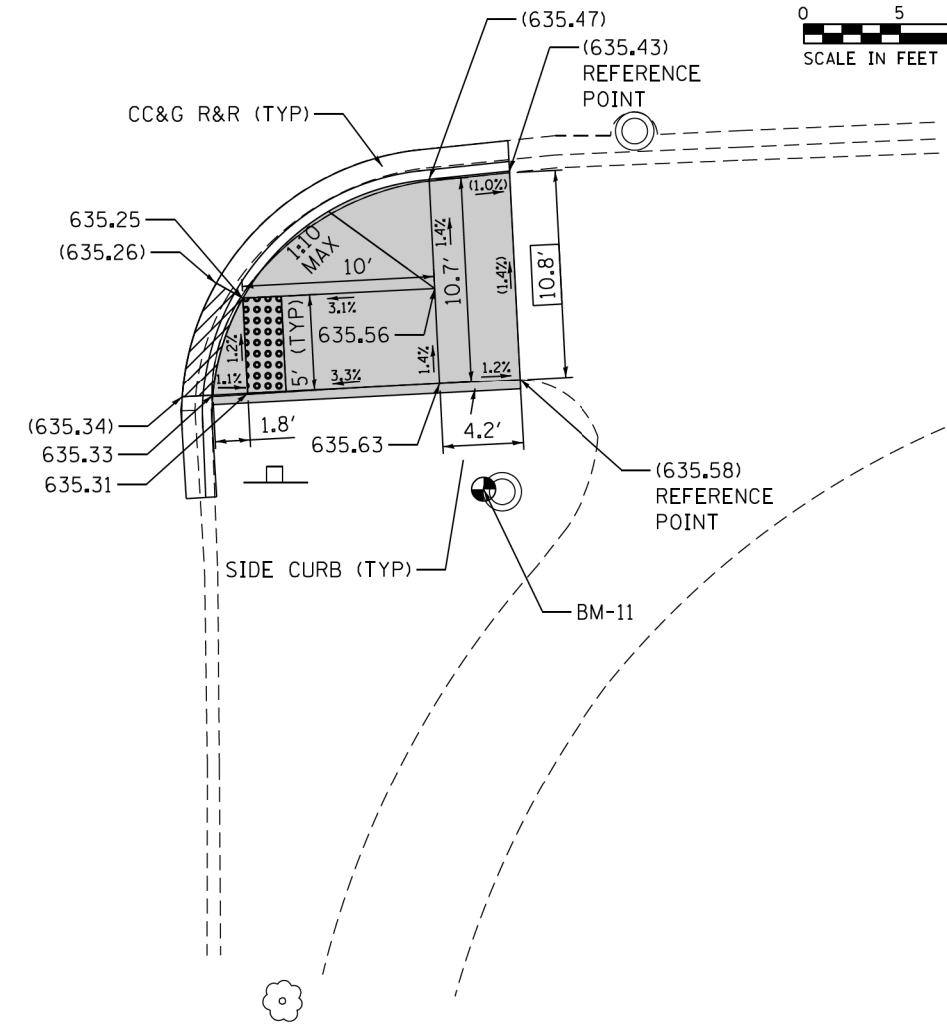 0 5
SCALE IN FEET
(635.47)
(635.43)
REFERENCE
POINT
CC&G R&R (TYP)
635.25
(635.26)
1:10
MAX
(1.0%)
1.4%
10'
10.7'
(1.4%)
10.8'
3.1%
635.56
5' (TYP)
1.2%
1.4%
1.1%
3.3%
1.2%
(635.34)
635.33
635.31
1.8'
635.63
4.2'
(635.58)
REFERENCE
POINT
SIDE CURB (TYP)
BM-11